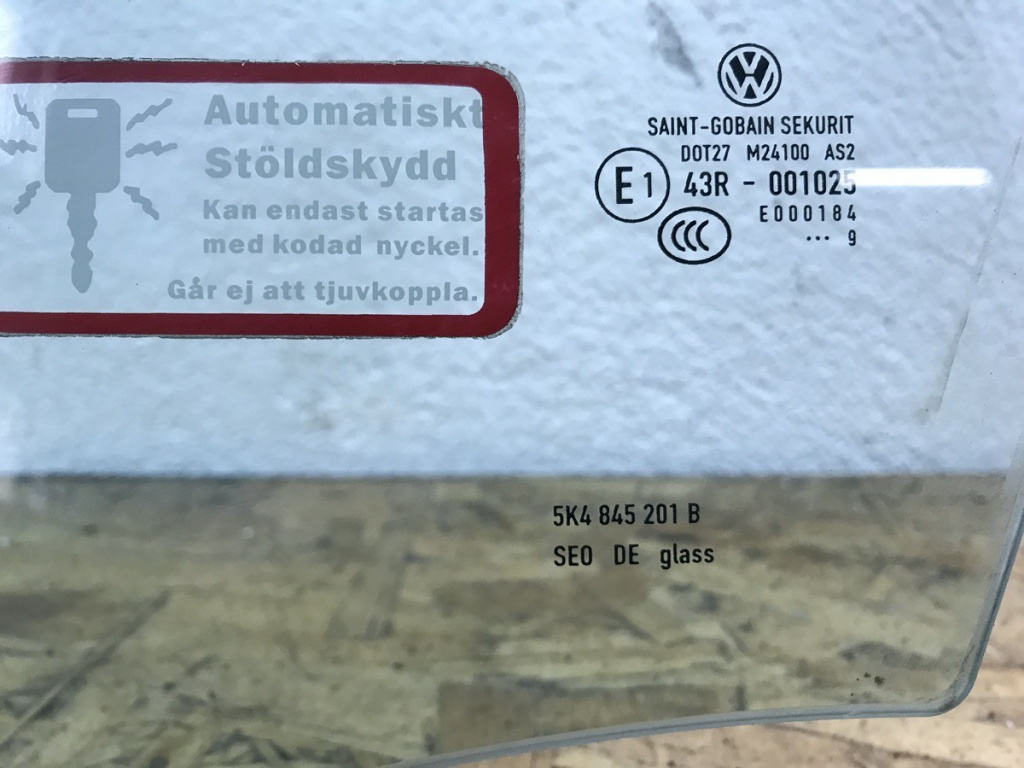 Automatiskt
Stöldskydd
Kan endast startas
med kodad nyckel.
Går ej att tjuvkoppla.
VW
SAINT-GOBAIN SEKURIT
DOT27 M24100 AS2
E1 43R - 001025
E000184
CCC
... 9
5K4 845 201 B
SEO DE glass